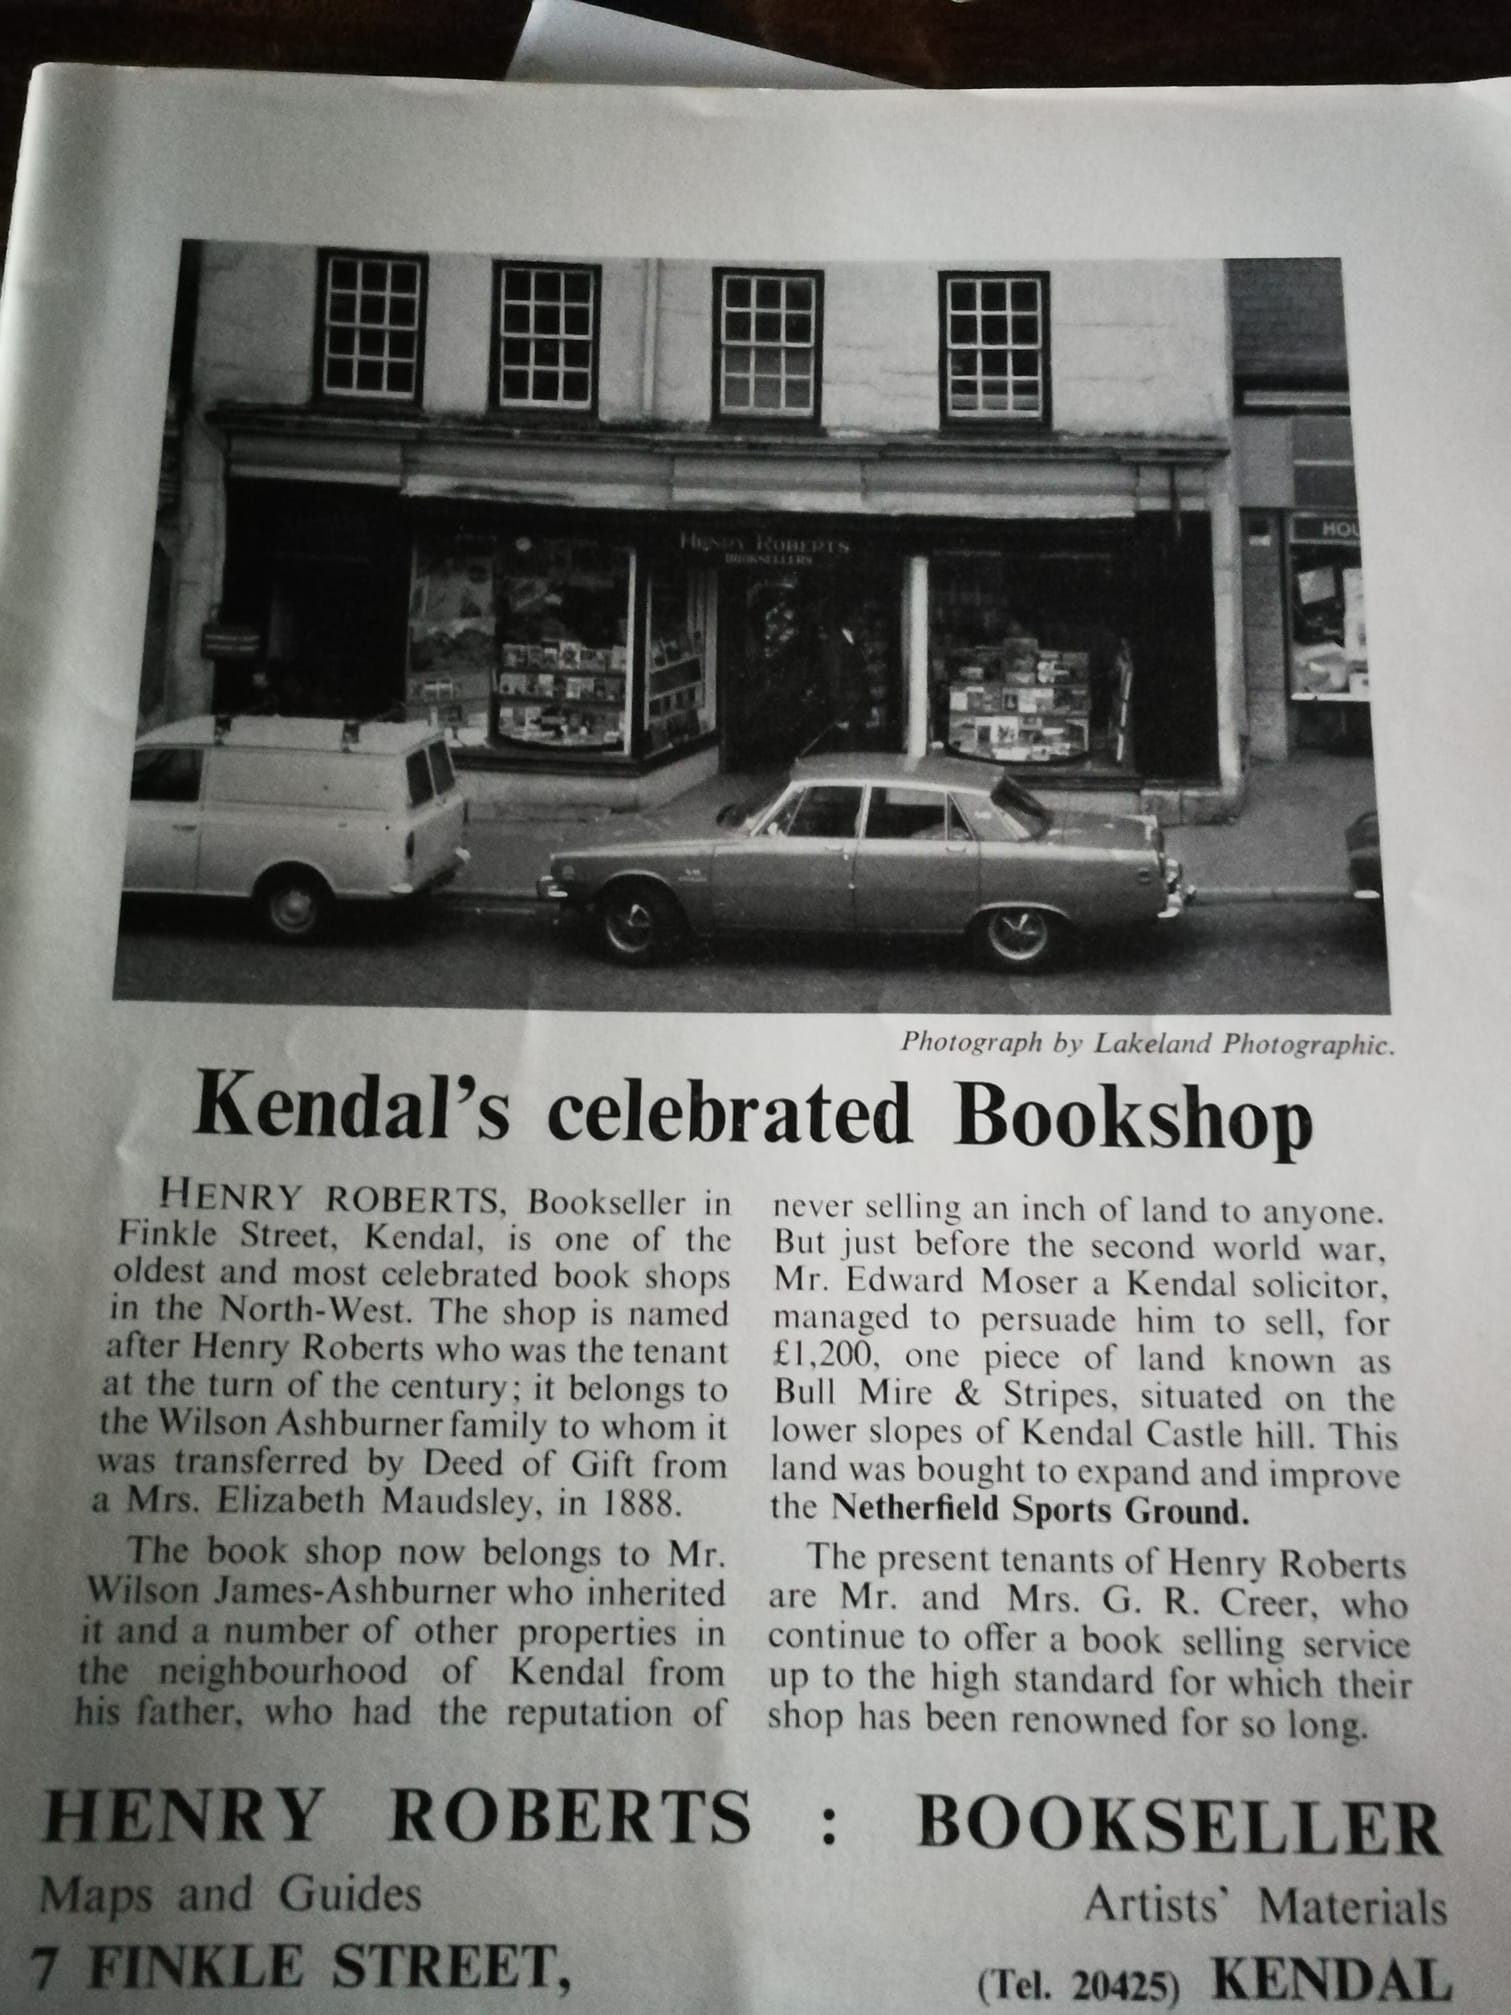 HENRY ROBERTS
BOOKSELLERS
HOU
Photograph by Lakeland Photographic.
Kendal's celebrated Bookshop
HENRY ROBERTS, Bookseller in
Finkle Street, Kendal, is one of the
oldest and most celebrated book shops
in the North-West. The shop is named
after Henry Roberts who was the tenant
at the turn of the century; it belongs to
the Wilson Ashburner family to whom it
was transferred by Deed of Gift from
a Mrs. Elizabeth Maudsley, in 1888.
The book shop now belongs to Mr.
Wilson James-Ashburner who inherited
it and a number of other properties in
the neighbourhood of Kendal from
his father, who had the reputation of
never selling an inch of land to anyone.
But just before the second world war,
Mr. Edward Moser a Kendal solicitor,
managed to persuade him to sell, for
£1,200, one piece of land known as
Bull Mire & Stripes, situated on the
lower slopes of Kendal Castle hill. This
land was bought to expand and improve
the Netherfield Sports Ground.
The present tenants of Henry Roberts
are Mr. and Mrs. G. R. Creer, who
continue to offer a book selling service
up to the high standard for which their
shop has been renowned for so long.
HENRY ROBERTS : BOOKSELLER
Maps and Guides
Artists' Materials
7 FINKLE STREET,
(Tel. 20425) KENDAL